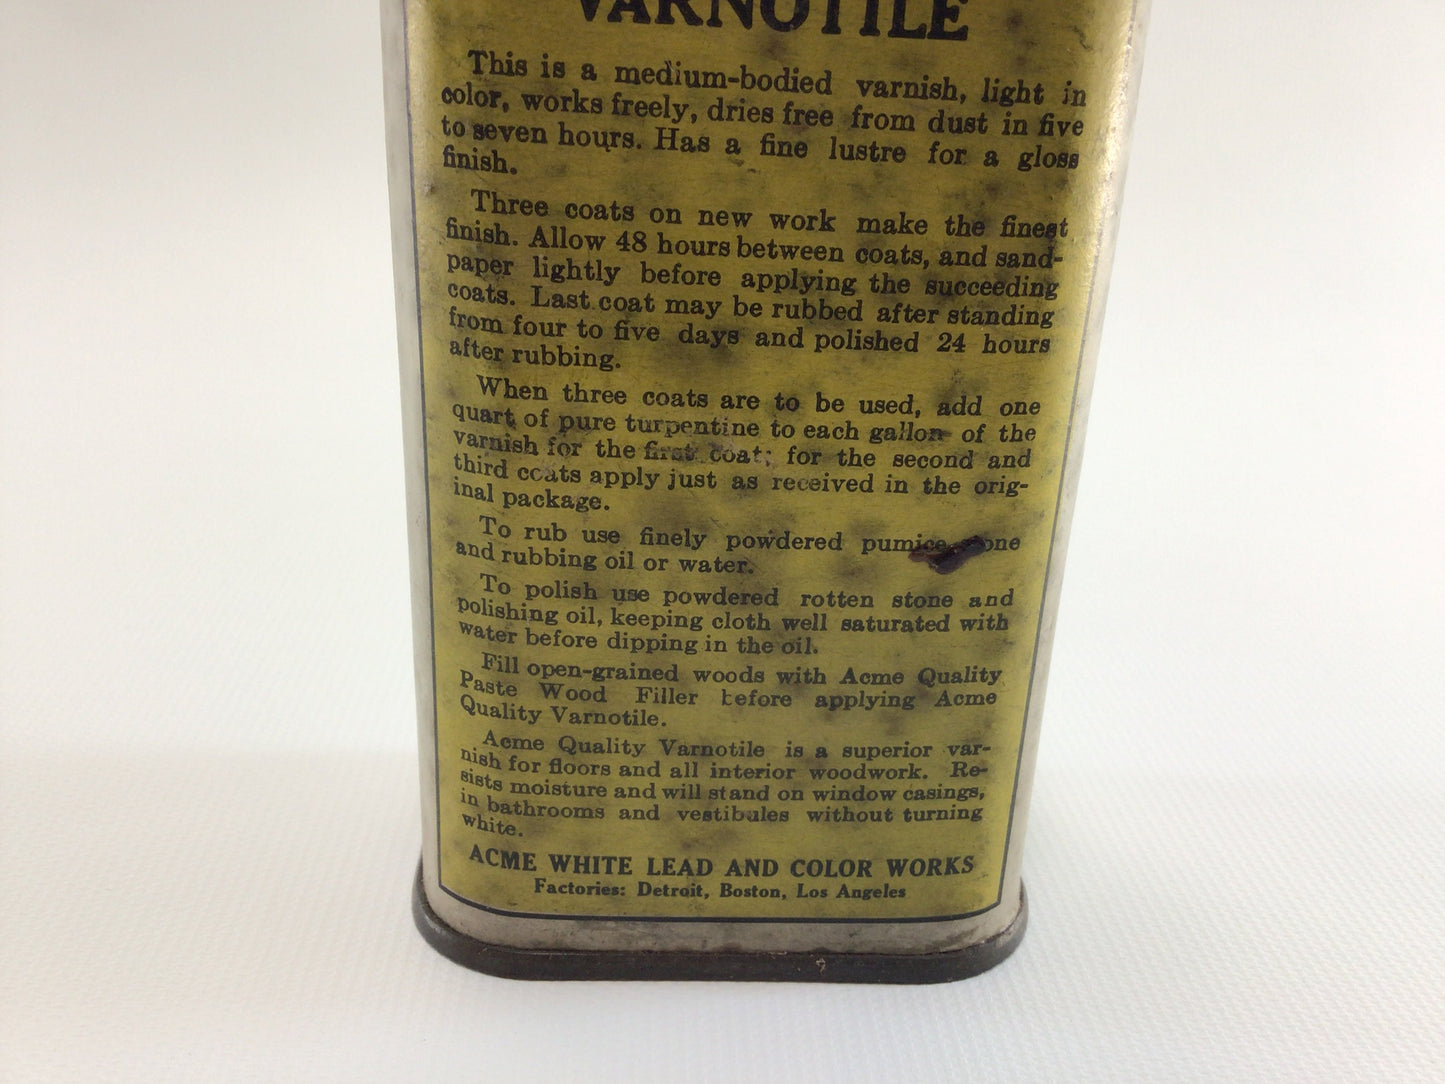 VARNOTILE
This is a medium-bodied varnish, light in
color, works freely, dries free from dust in five
to seven hours. Has a fine lustre for a gloss
finish.
Three coats on new work make the finest
finish. Allow 48 hours between coats, and sand-
paper lightly before applying the succeeding
coats. Last coat may be rubbed after standing
from four to five days and polished 24 hours
after rubbing.
When three coats are to be used, add one
quart of pure turpentine to each gallon of the
varnish for the first coat; for the second and
third coats apply just as received in the orig-
inal package.
To rub use finely powdered pumice stone
and rubbing oil or water.
To polish use powdered rotten stone and
polishing oil, keeping cloth well saturated with
water before dipping in the oil.
Fill open-grained woods with Acme Quality
Paste Wood Filler before applying Acme
Quality Varnotile.
Acme Quality Varnotile is a superior var-
nish for floors and all interior woodwork. Re-
sists moisture and will stand on window casings,
in bathrooms and vestibules without turning
white.
ACME WHITE LEAD AND COLOR WORKS
Factories: Detroit, Boston, Los Angeles